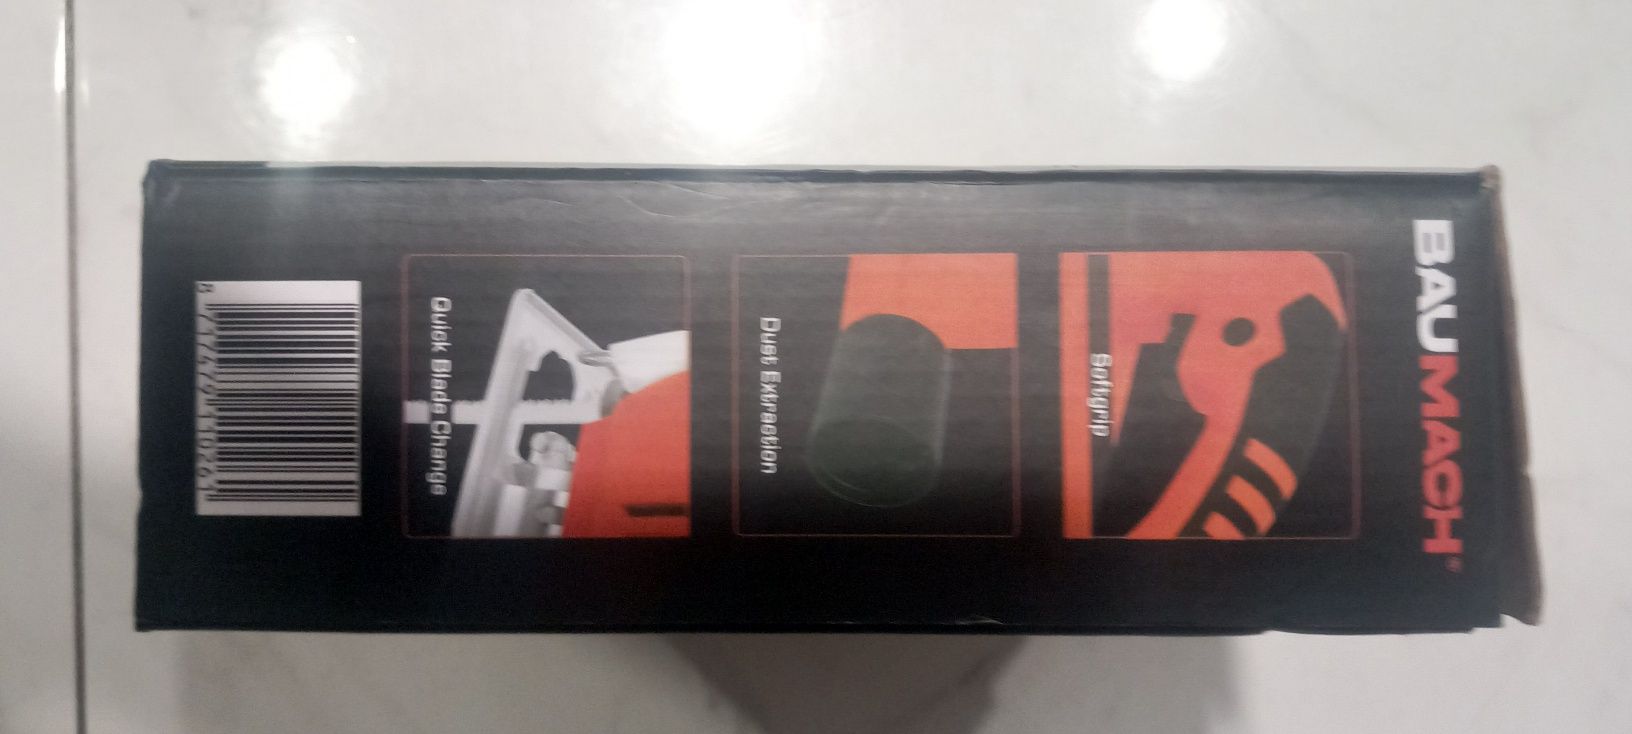 BAUMACH®
Softgrip
Dust Extraction
Quick Blade Change